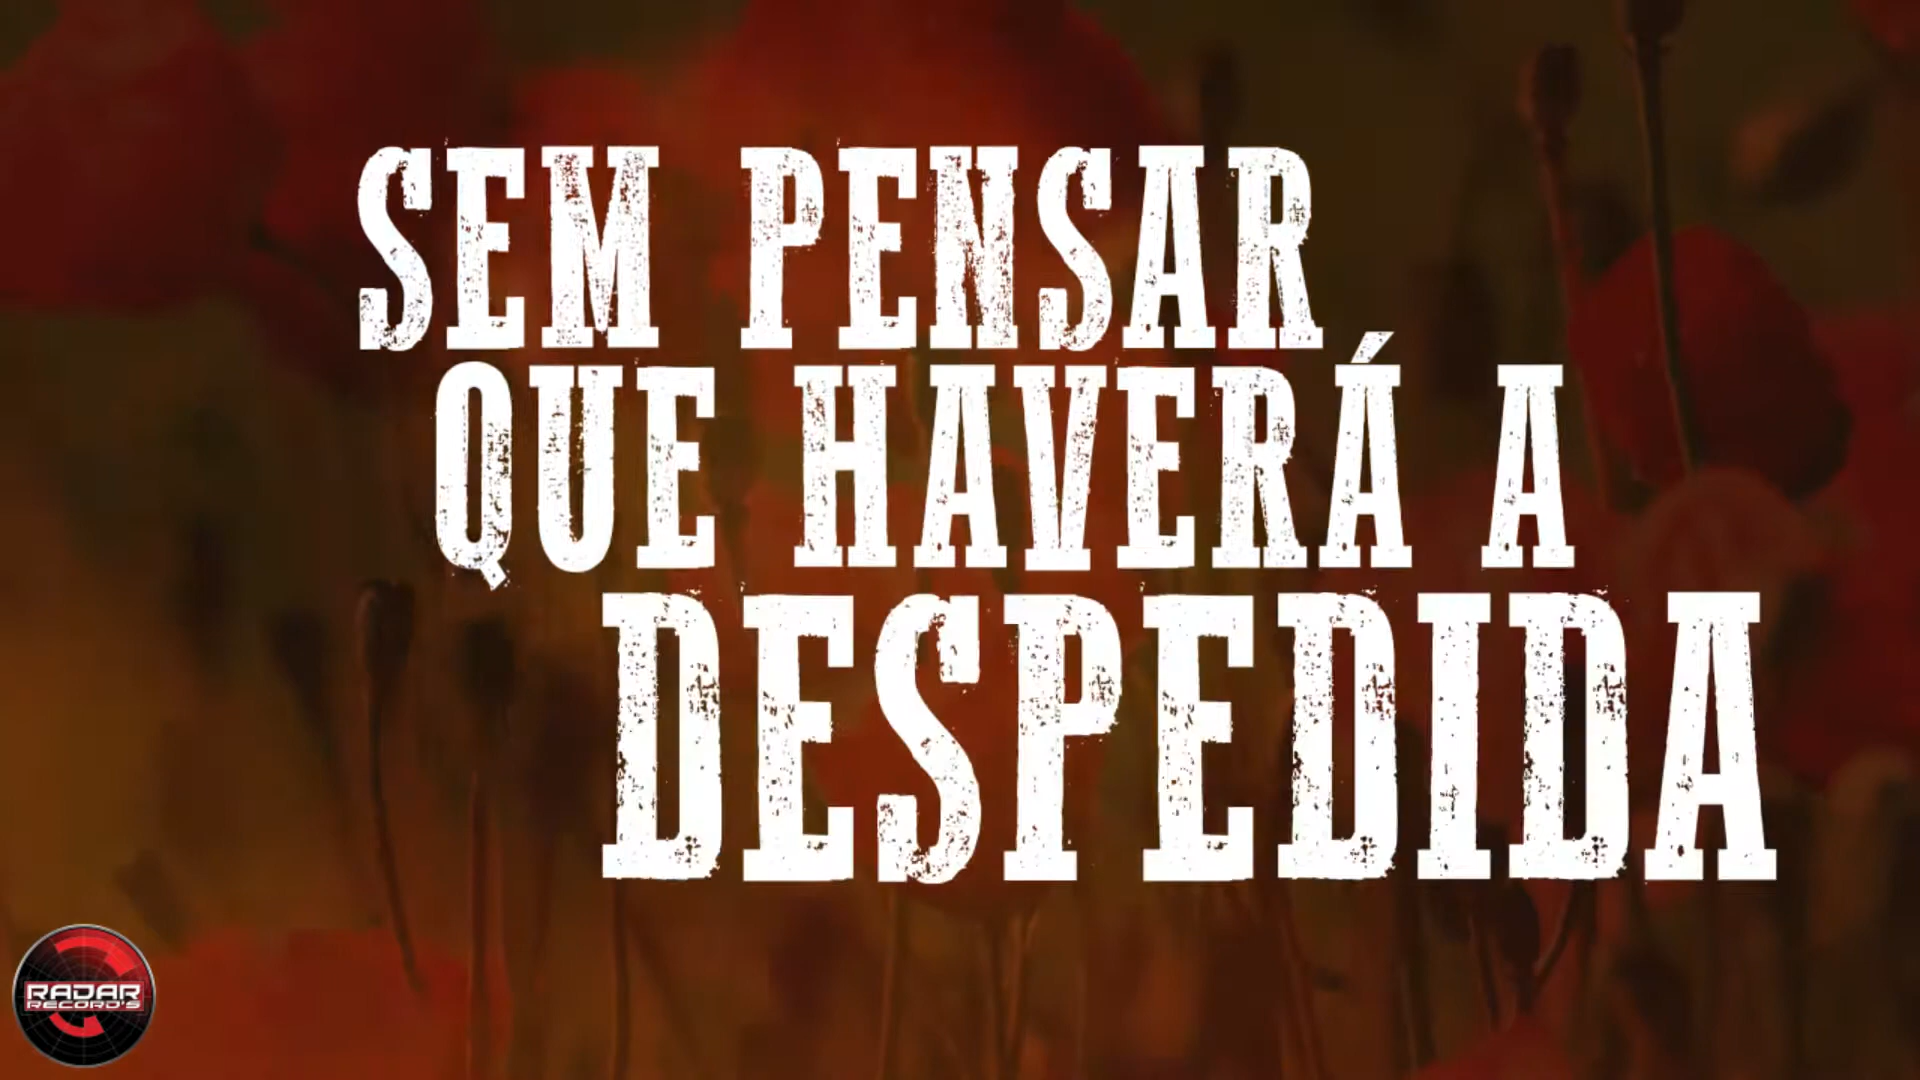 SEM PENSAR
QUE HAVERÁ A
DESPEDIDA
RADAR
RECORD'S